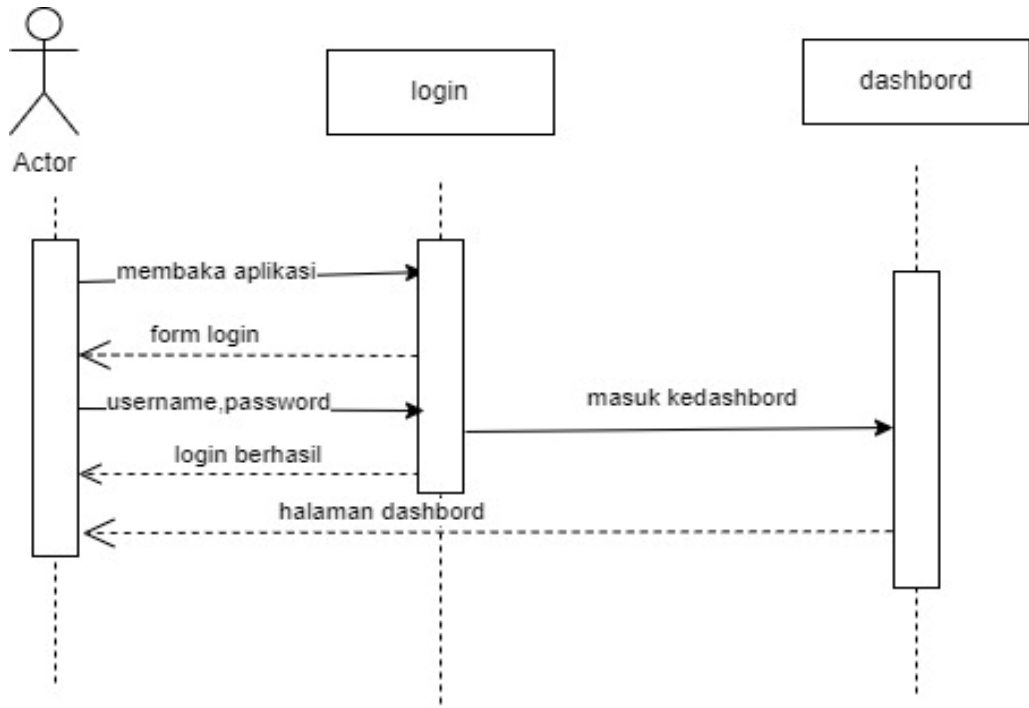 login
dashbord
Actor
membaka aplikasi
form login
username,password
masuk kedashbord
login berhasil
halaman dashbord